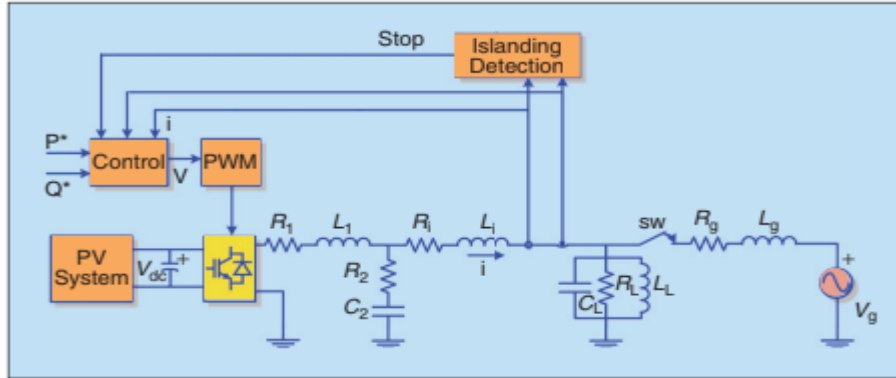 Stop
Islanding
Detection
i
P*
Control
V
PWM
Q*
R1
L1
Ri
Li
sw
Rg
Lg
PV
System
Vdc
+
R2
C2
i
CL
RL
LL
+
Vg